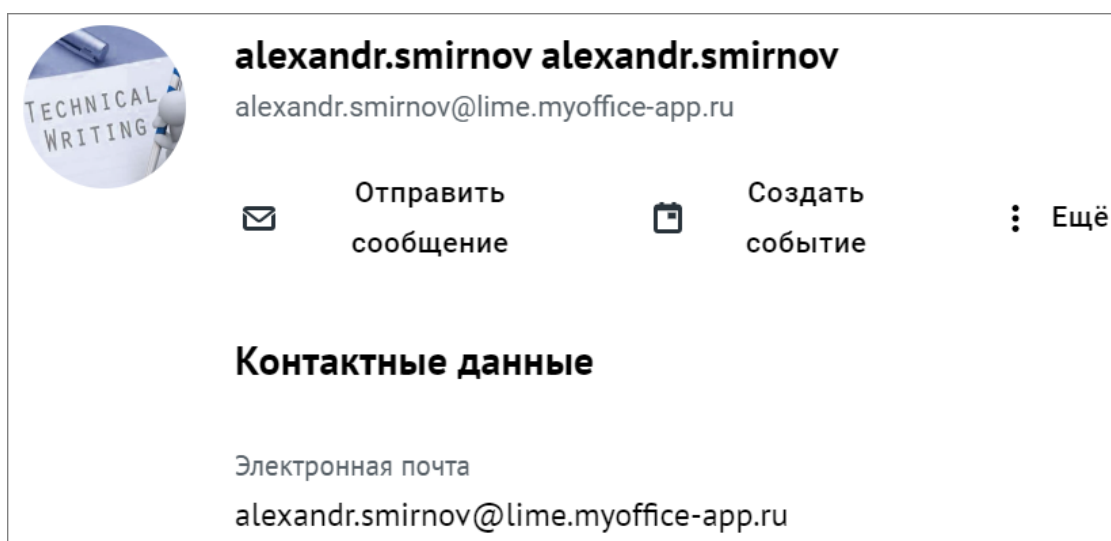 TECHNICAL
WRITING
alexandr.smirnov alexandr.smirnov
alexandr.smirnov@lime.myoffice-app.ru
Отправить
сообщение
Создать
событие
Ещё
Контактные данные
Электронная почта
alexandr.smirnov@lime.myoffice-app.ru